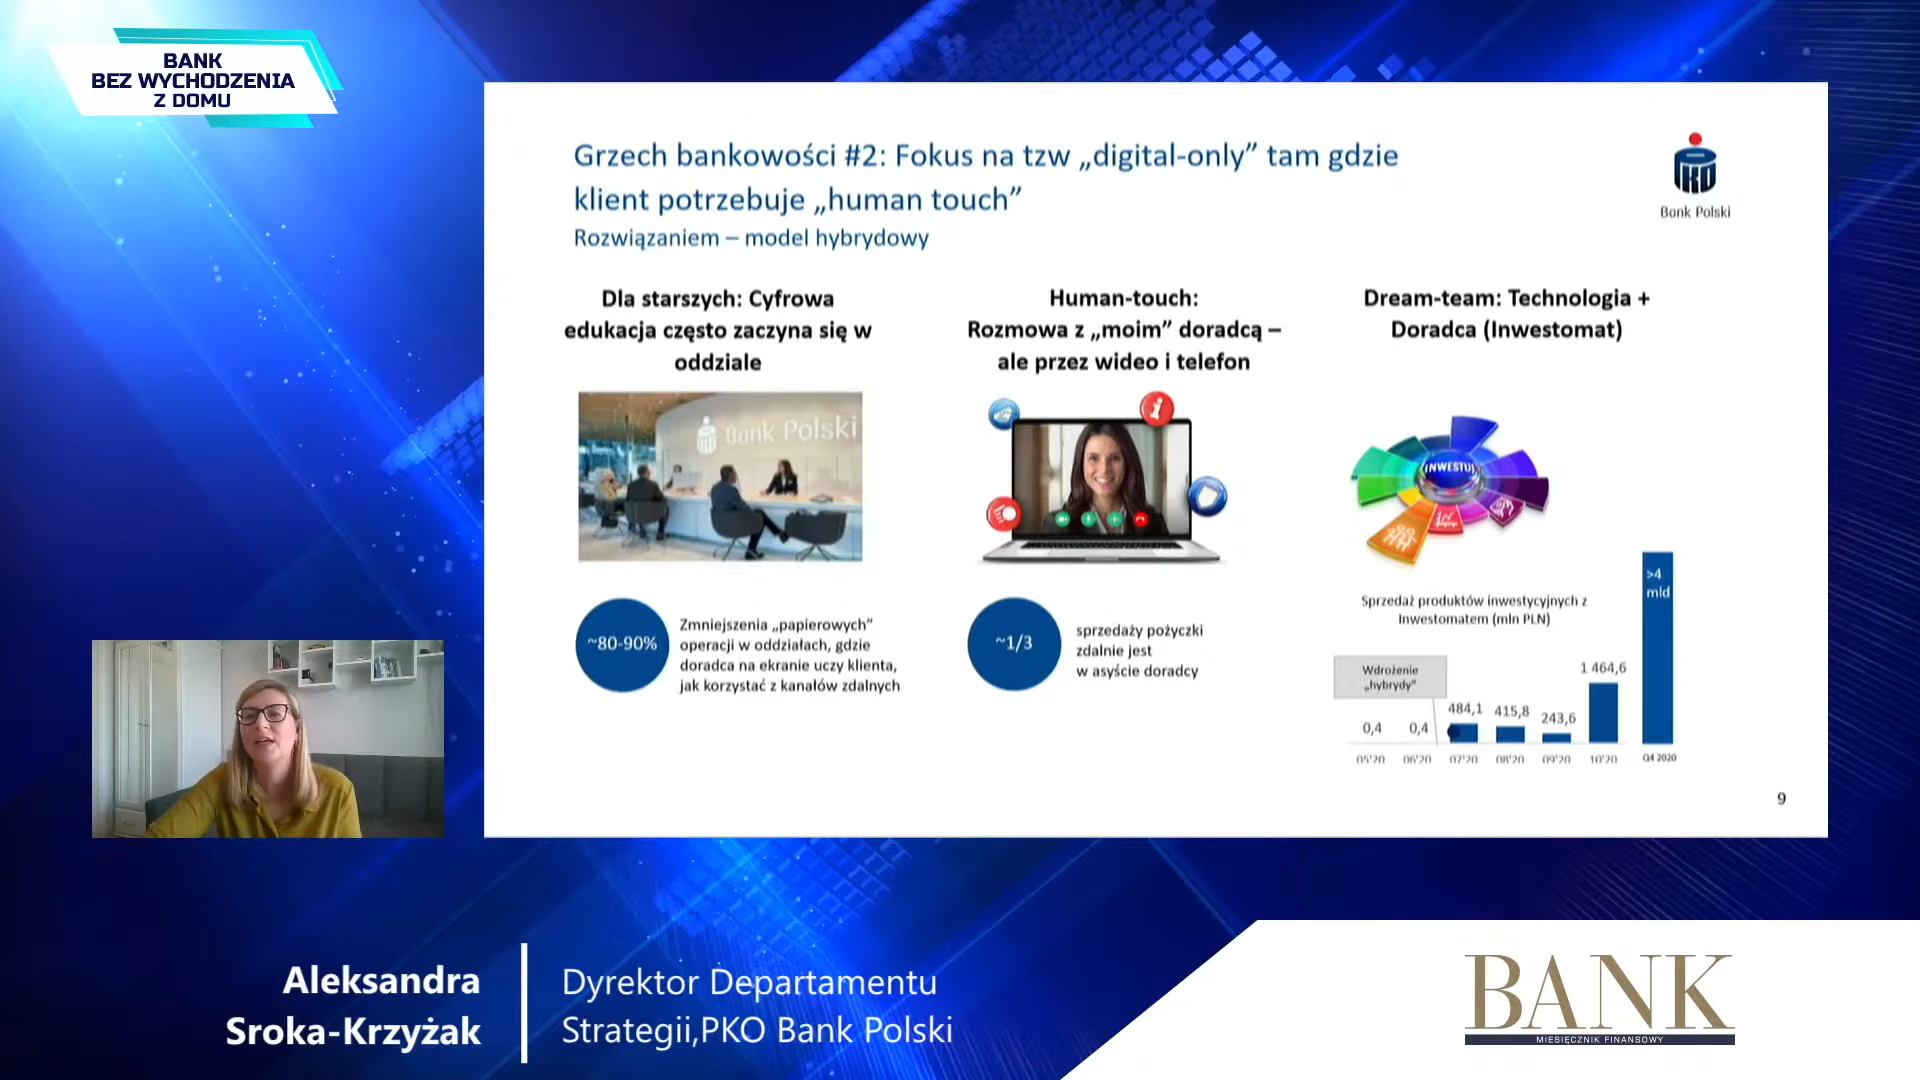 BANK
BEZ WYCHODZENIA
Z DOMU
Grzech bankowości #2: Fokus na tzw „digital-only” tam gdzie
klient potrzebuje „human touch”
Rozwiązaniem – model hybrydowy
PKO
Bank Polski
Dla starszych: Cyfrowa
edukacja często zaczyna się w
oddziale
Bank Polski
~80-90%
Zmniejszenia „papierowych”
operacji w oddziałach, gdzie
doradca na ekranie uczy klienta,
jak korzystać z kanałów zdalnych
Human-touch:
Rozmowa z „moim” doradcą –
ale przez wideo i telefon
~1/3
sprzedaży pożyczki
zdalnie jest
w asyście doradcy
Dream-team: Technologia +
Doradca (Inwestomat)
INWESTUJ
Sprzedaż produktów inwestycyjnych z
Inwestomatem (mln PLN)
Wdrożenie
„hybrydy”
0,4 0,4 484,1 415,8 243,6 1 464,6 >4
mld
05'20 06'20 07'20 08'20 09'20 10'20 Q4 2020
9
Aleksandra
Sroka-Krzyżak
Dyrektor Departamentu
Strategii,PKO Bank Polski
BANK
MIESIĘCZNIK FINANSOWY